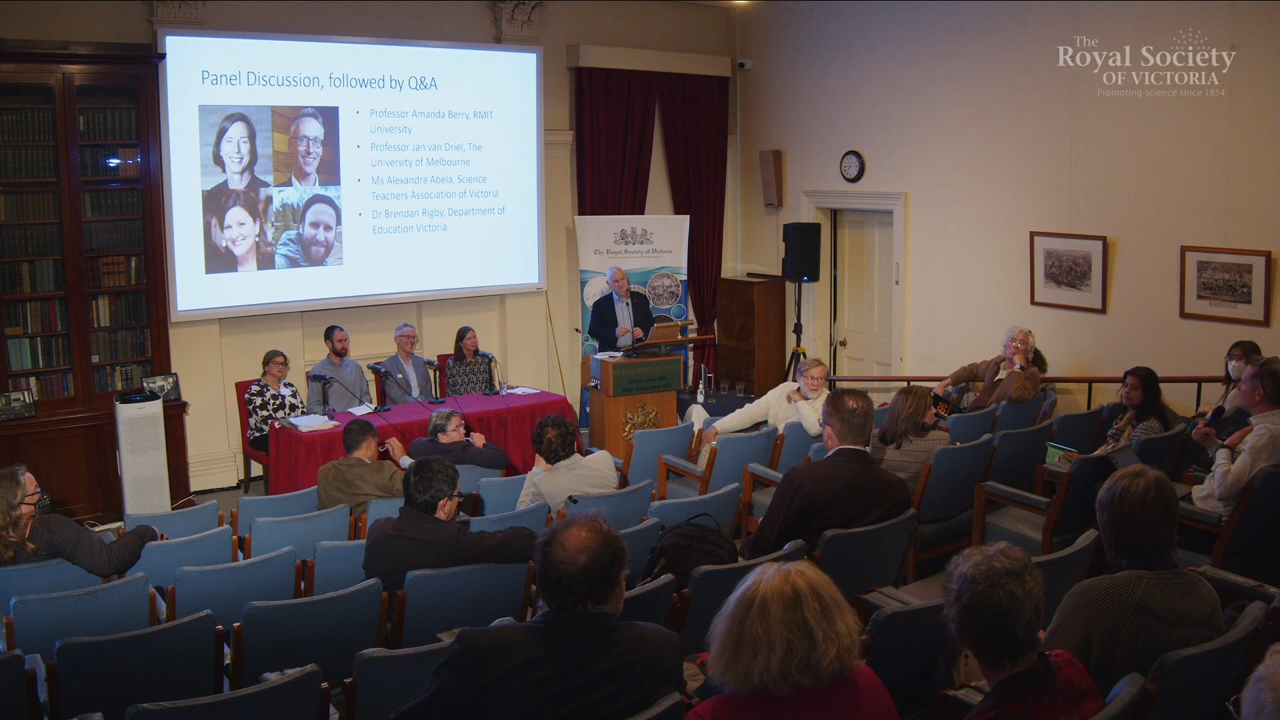 Panel Discussion, followed by Q&A
• Professor Amanda Berry, RMIT
University
• Professor Jan van Driel, The
University of Melbourne
• Ms Alexandra Abela, Science
Teachers Association of Victoria
• Dr Brendan Rigby, Department of
Education Victoria
The
Royal Society
OF VICTORIA
Promoting science since 1854
The Royal Society of Victoria